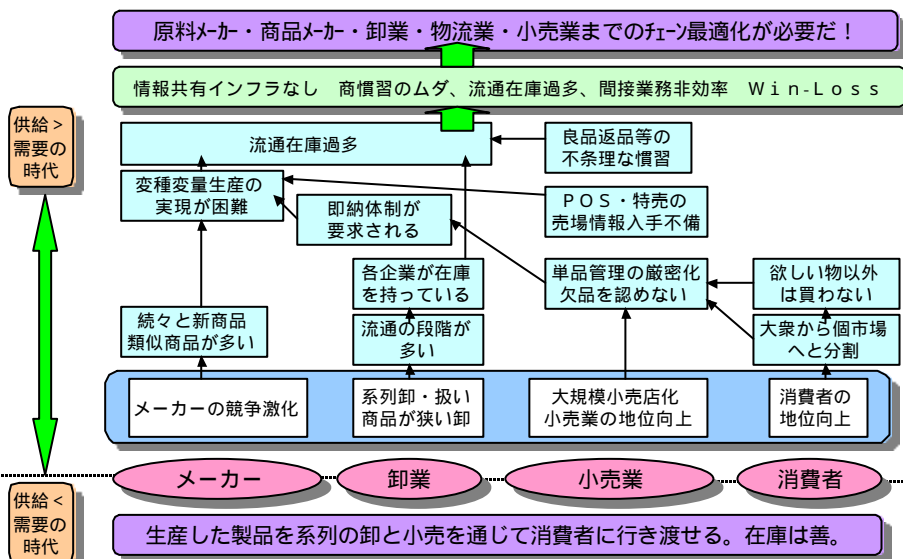 原料ﾒｰｶｰ・商品ﾒｰｶｰ・卸業・物流業・小売業までのﾁｪｰﾝ最適化が必要だ！
情報共有インフラなし　商慣習のムダ、流通在庫過多、間接業務非効率　Ｗｉｎ-Ｌｏｓｓ
供給＞
需要の
時代
流通在庫過多
良品返品等の
不条理な慣習
変種変量生産の
実現が困難
即納体制が
要求される
ＰＯＳ・特売の
売場情報入手不備
各企業が在庫
を持っている
単品管理の厳密化
欠品を認めない
欲しい物以外
は買わない
続々と新商品
類似商品が多い
流通の段階が
多い
大衆から個市場
へと分割
メーカーの競争激化
系列卸・扱い
商品が狭い卸
大規模小売店化
小売業の地位向上
消費者の
地位向上
メーカー
卸業
小売業
消費者
供給＜
需要の
時代
生産した製品を系列の卸と小売を通じて消費者に行き渡せる。在庫は善。